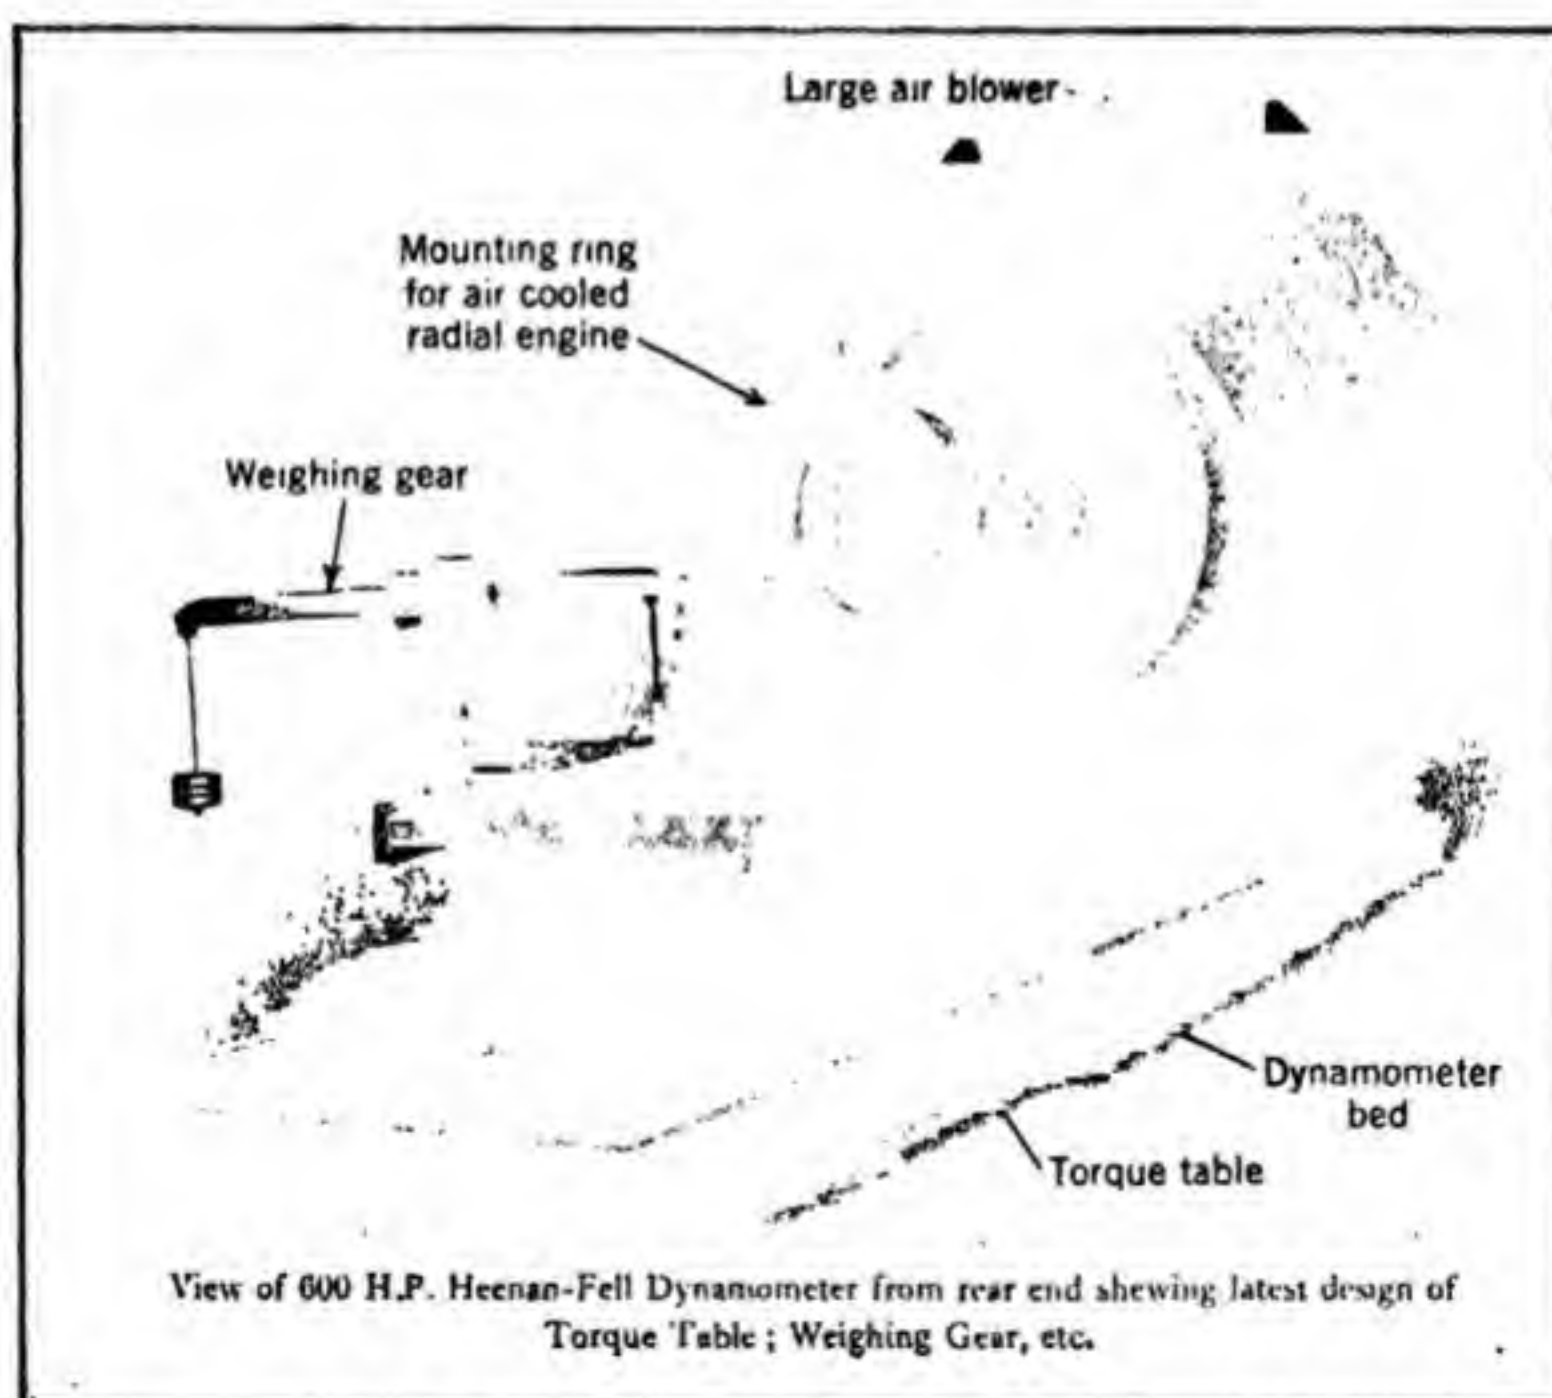 Large air blower
Mounting ring
for air cooled
radial engine
Weighing gear
Dynamometer
bed
Torque table
View of 600 H.P. Heenan-Fell Dynamometer from rear end shewing latest design of
Torque Table ; Weighing Gear, etc.